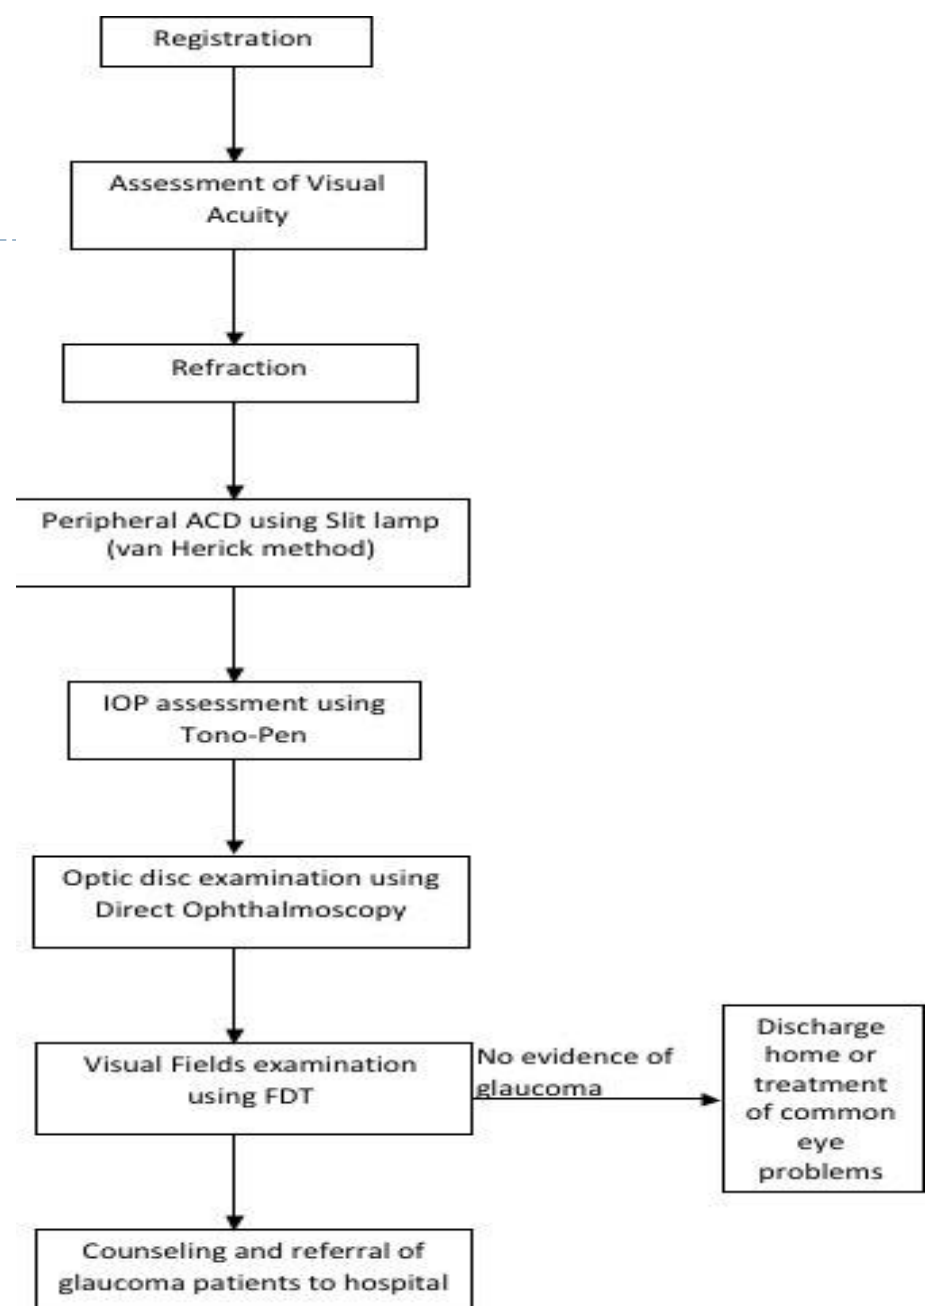 Registration
Assessment of Visual
Acuity
Refraction
Peripheral ACD using Slit lamp
(van Herick method)
IOP assessment using
Tono-Pen
Optic disc examination using
Direct Ophthalmoscopy
Visual Fields examination
using FDT
No evidence of
glaucoma
Discharge
home or
treatment
of common
eye
problems
Counseling and referral of
glaucoma patients to hospital